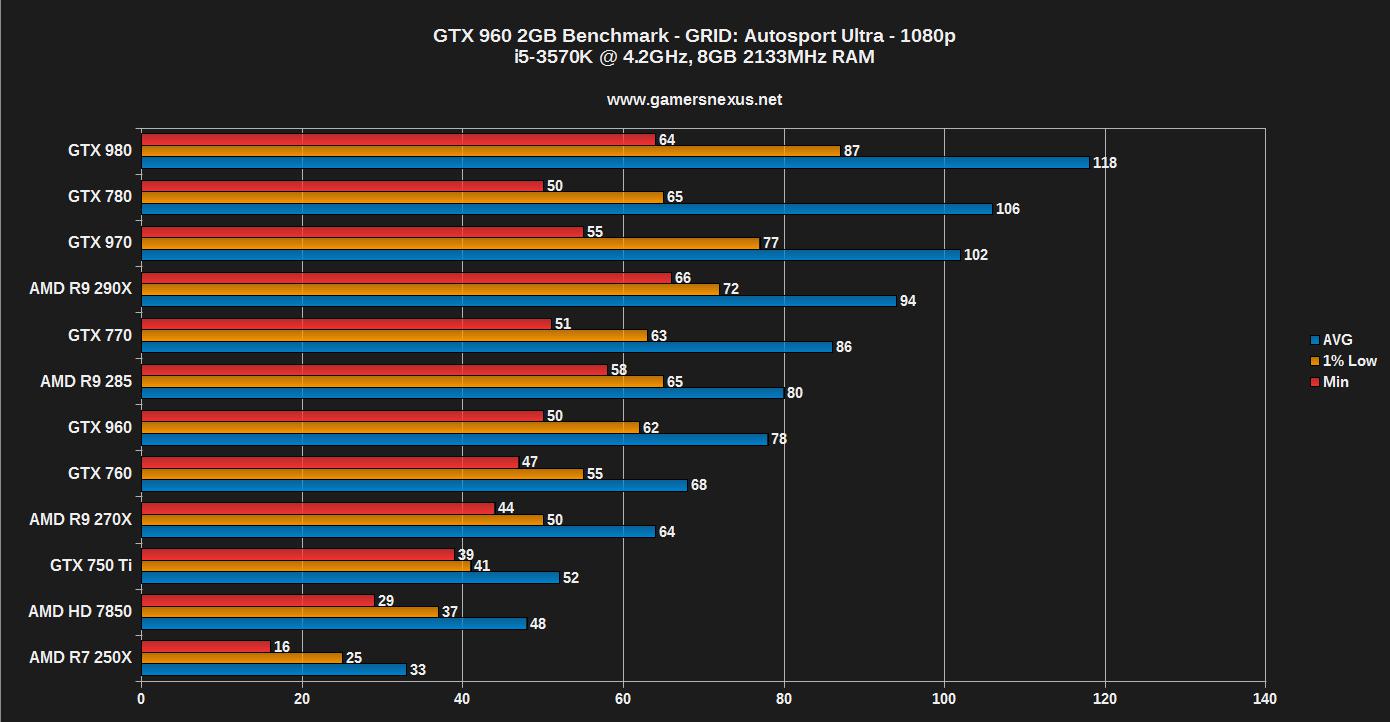 GTX 960 2GB Benchmark - GRID: Autosport Ultra - 1080p
i5-3570K @ 4.2GHz, 8GB 2133MHz RAM
www.gamersnexus.net
GTX 980
64
87
118
GTX 780
50
65
106
GTX 970
55
77
102
AMD R9 290X
66
72
94
GTX 770
51
63
86
AMD R9 285
58
65
80
GTX 960
50
62
78
GTX 760
47
55
68
AMD R9 270X
44
50
64
GTX 750 Ti
39
41
52
AMD HD 7850
29
37
48
AMD R7 250X
16
25
33
0 20 40 60 80 100 120 140
AVG
1% Low
Min